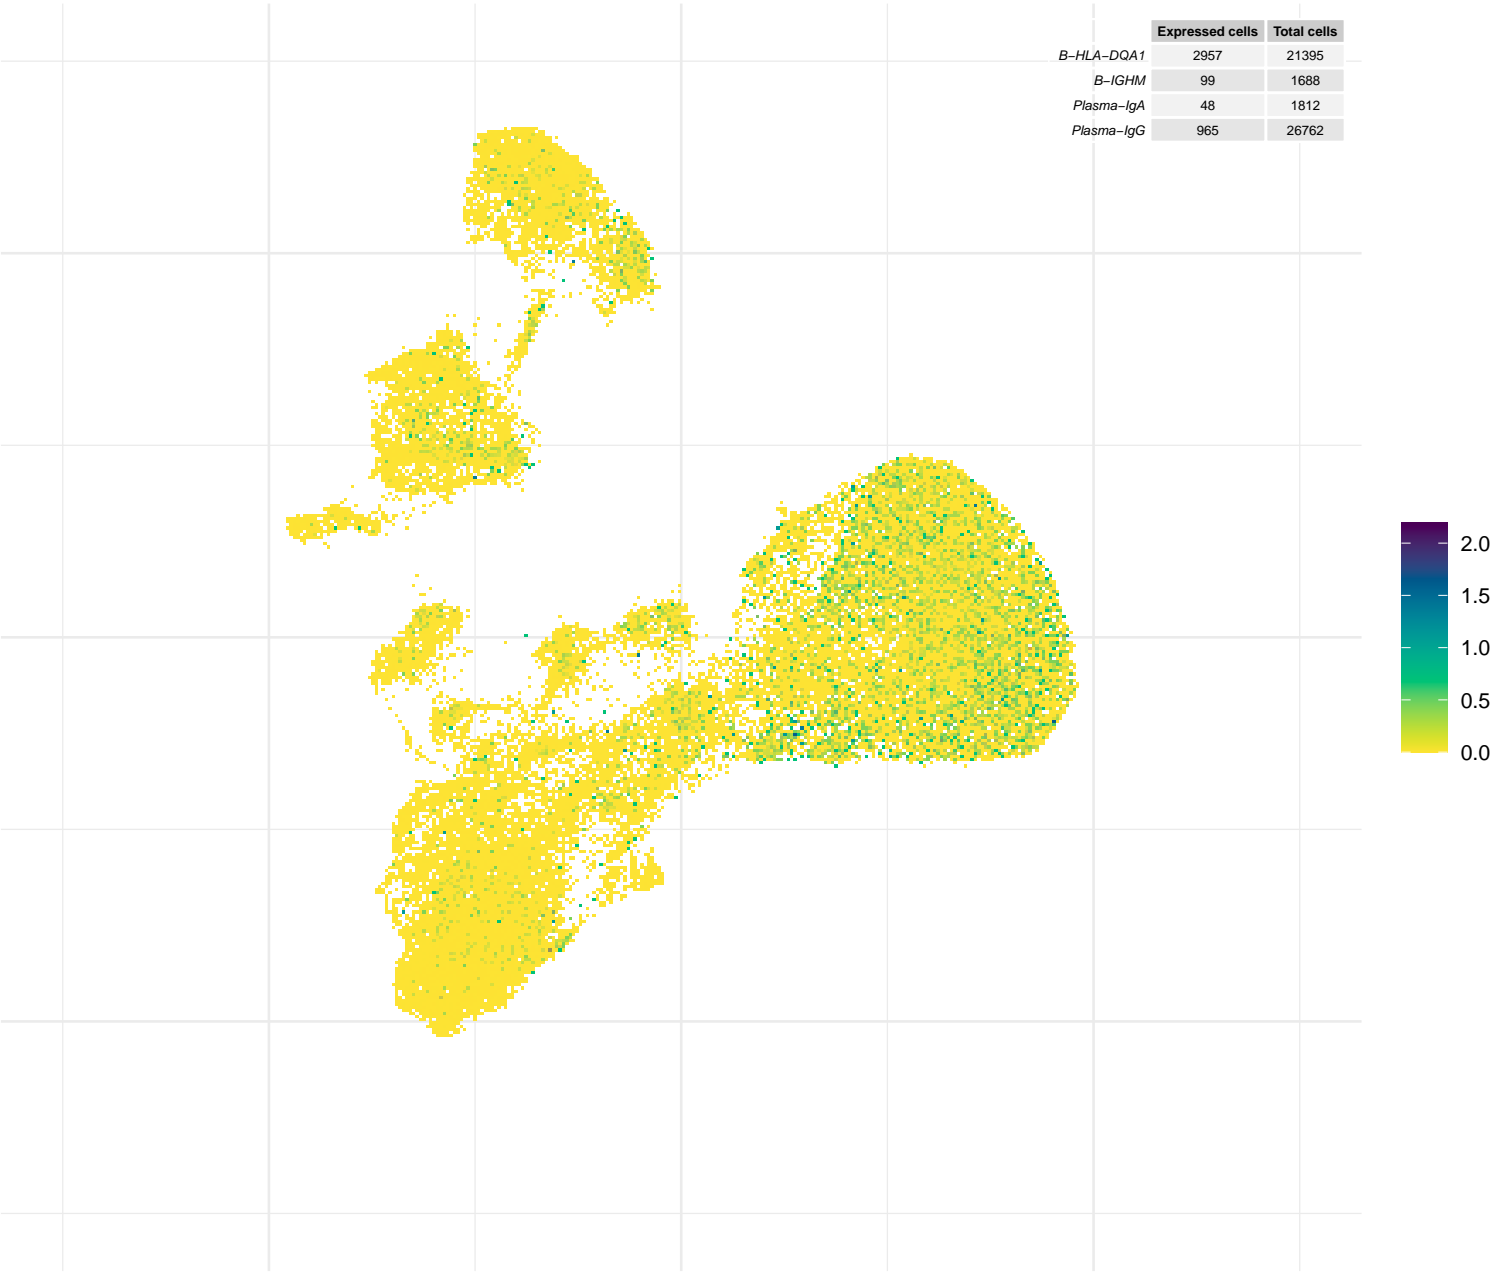 Expressed cells Total cells
B−HLA−DQA1 2957 21395
B−IGHM 99 1688
Plasma−IgA 48 1812
Plasma−IgG 965 26762
2.0
1.5
1.0
0.5
0.0